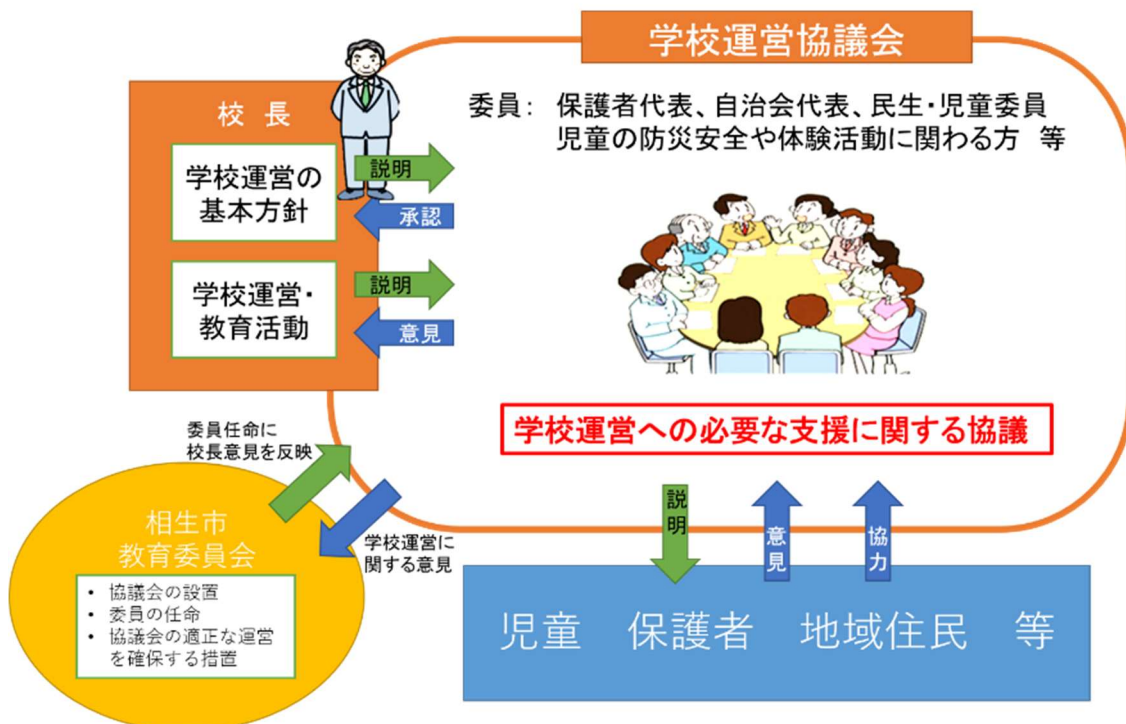 学校運営協議会
委員： 保護者代表、自治会代表、民生・児童委員
児童の防災安全や体験活動に関わる方 等
校 長
学校運営の
基本方針
説明
承認
学校運営・
教育活動
説明
意見
学校運営への必要な支援に関する協議
委員任命に
校長意見を反映
学校運営に
関する意見
相生市
教育委員会
• 協議会の設置
• 委員の任命
• 協議会の適正な運営
を確保する措置
説明
意見
協力
児童 保護者 地域住民 等